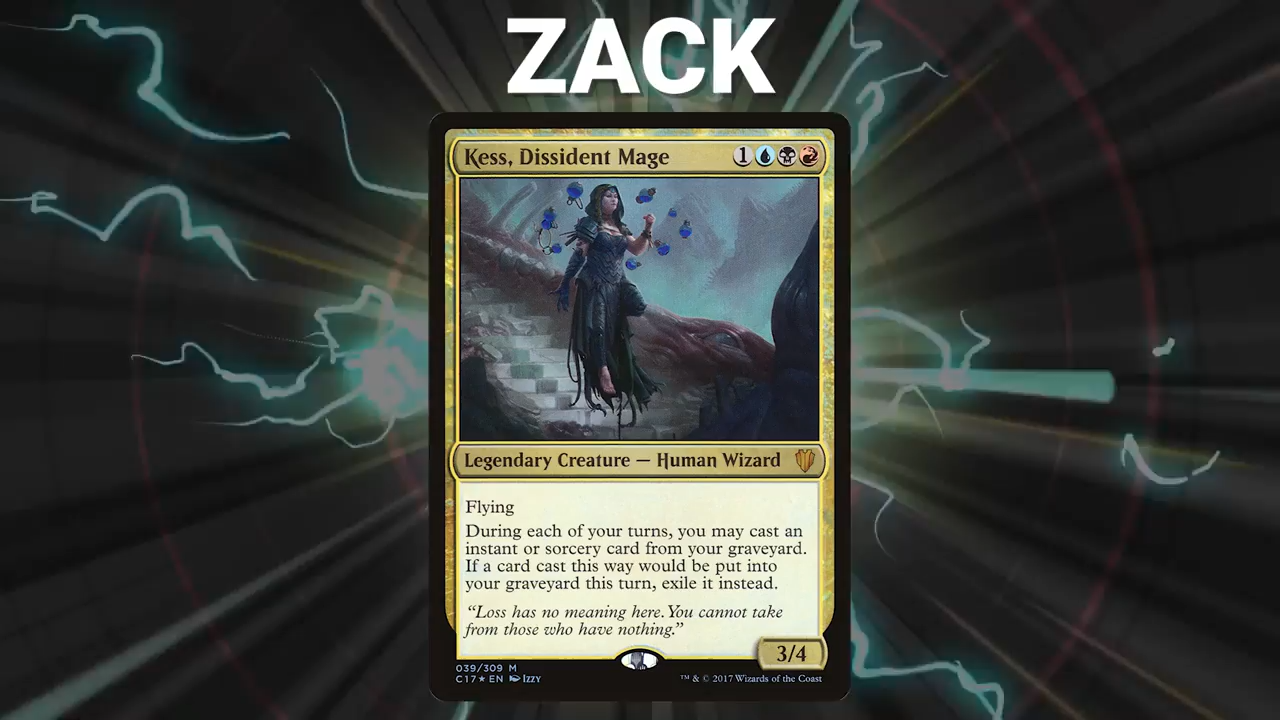 ZACK
Kess, Dissident Mage 1
Legendary Creature — Human Wizard
Flying
During each of your turns, you may cast an
instant or sorcery card from your graveyard.
If a card cast this way would be put into
your graveyard this turn, exile it instead.
“Loss has no meaning here. You cannot take
from those who have nothing.”
3/4
039/309 M
C17★EN Izzy
™ & © 2017 Wizards of the Coast